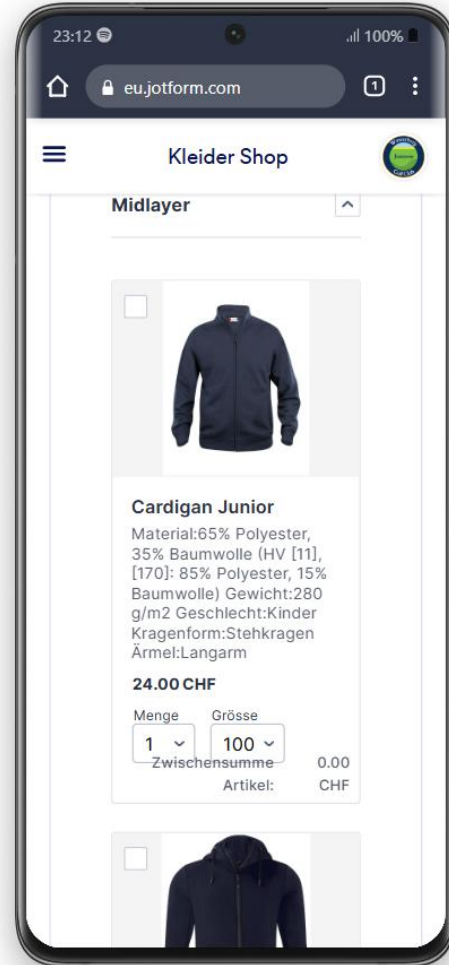 23:12
100%
eu.jotform.com
1
Kleider Shop
Midlayer
Cardigan Junior
Material:65% Polyester,
35% Baumwolle (HV [11],
[170]: 85% Polyester, 15%
Baumwolle) Gewicht:280
g/m2 Geschlecht:Kinder
Kragenform:Stehkragen
Ärmel:Langarm
24.00 CHF
Menge Grösse
1 100
Zwischensumme 0.00
Artikel: CHF